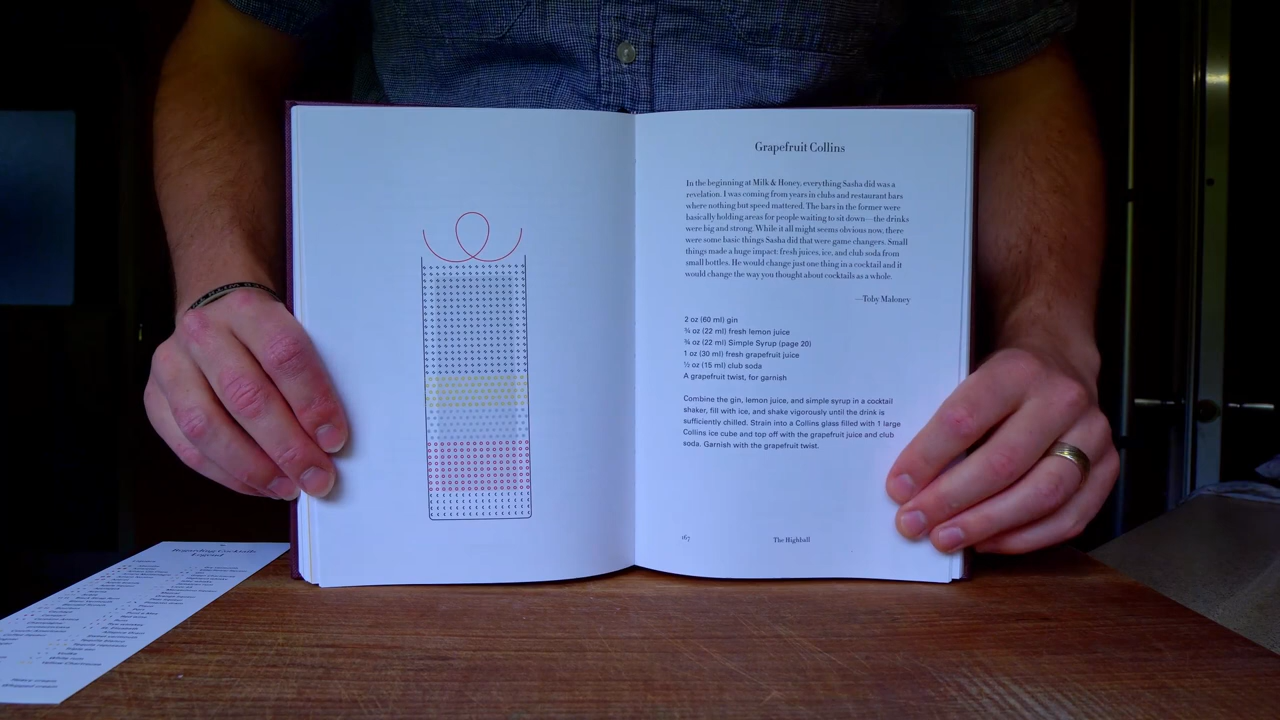 Grapefruit Collins
In the beginning at Milk & Honey, everything Sasha did was a
revelation. I was coming from years in clubs and restaurant bars
where nothing but speed mattered. The bars in the former were
basically holding areas for people waiting to sit down—the drinks
were big and strong. While it all might seems obvious now, there
were some basic things Sasha did that were game changers. Small
things made a huge impact: fresh juices, ice, and club soda from
small bottles. He would change just one thing in a cocktail and it
would change the way you thought about cocktails as a whole.
—Toby Maloney
2 oz (60 ml) gin
¾ oz (22 ml) fresh lemon juice
¾ oz (22 ml) Simple Syrup (page 20)
1 oz (30 ml) fresh grapefruit juice
½ oz (15 ml) club soda
A grapefruit twist, for garnish
Combine the gin, lemon juice, and simple syrup in a cocktail
shaker, fill with ice, and shake vigorously until the drink is
sufficiently chilled. Strain into a Collins glass filled with 1 large
Collins ice cube and top off with the grapefruit juice and club
soda. Garnish with the grapefruit twist.
167
The Highball
Regarding Cocktails
Legend